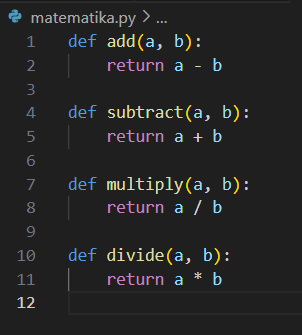 matematika.py > ...
1 def add(a, b):
2     return a - b
3
4 def subtract(a, b):
5     return a + b
6
7 def multiply(a, b):
8     return a / b
9
10 def divide(a, b):
11     return a * b
12